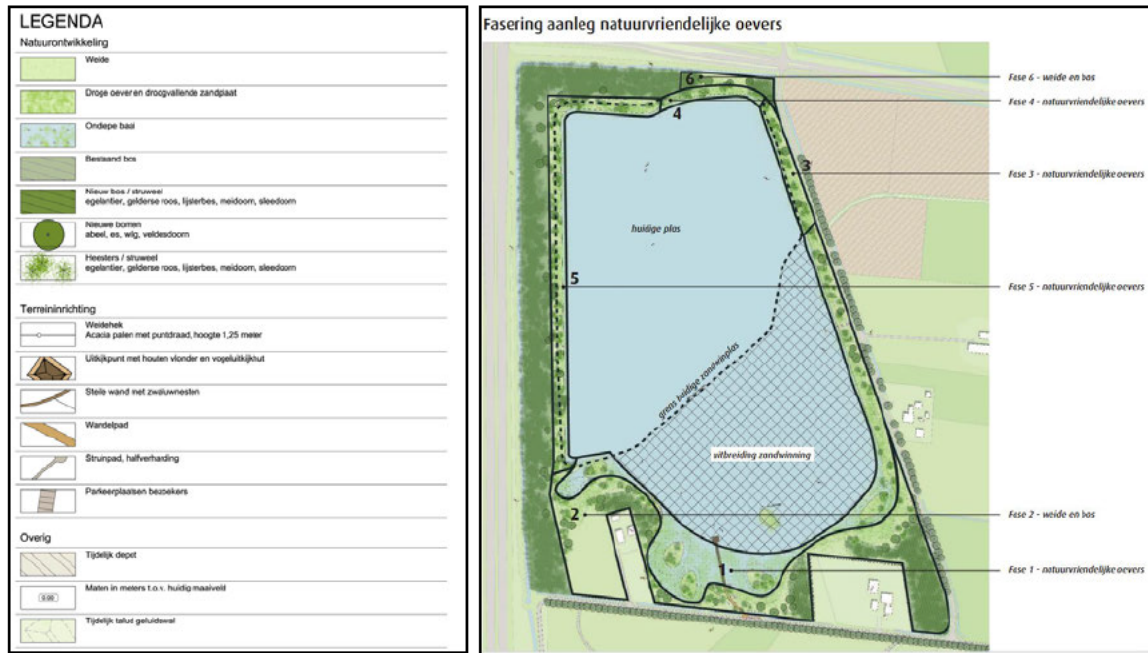 LEGENDA
Natuurontwikkeling
Weide
Droge oever en droogvallende zandplaat
Ondiepe baai
Bestaand bos
Nieuw bos / struweel
egelantier, gelderse roos, lijsterbes, meidoorn, sleedoorn
Nieuwe bomen
abeel, es, wilg, veldesdoorn
Heesters / struweel
egelantier, gelderse roos, lijsterbes, meidoorn, sleedoorn
Terreininrichting
Weidehek
Acacia palen met puntdraad, hoogte 1,25 meter
Uitkijkpunt met houten vlonder en vogeluitkijkhut
Steile wand met zwaluwnesten
Wandelpad
Struinpad, halfverharding
Parkeerplaatsen bezoekers
Overig
Tijdelijk depot
0.00
Maten in meters t.o.v. huidig maaiveld
Tijdelijk talud geluidswal
Fasering aanleg natuurvriendelijke oevers
6
Fase 6 - weide en bos
4
Fase 4 - natuurvriendelijke oevers
3
Fase 3 - natuurvriendelijke oevers
huidige plas
5
Fase 5 - natuurvriendelijke oevers
grens huidige zandwinplas
uitbreiding zandwinning
2
Fase 2 - weide en bos
1
Fase 1 - natuurvriendelijke oevers